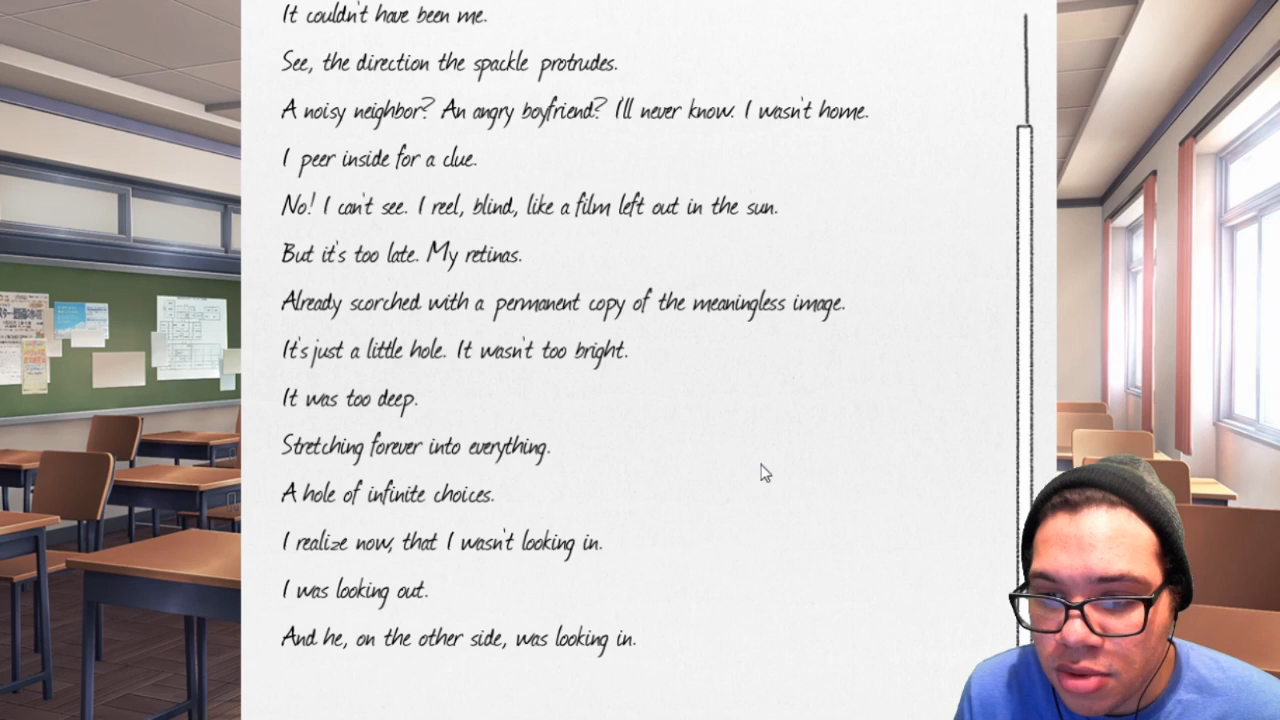 It couldn't have been me.
See, the direction the spackle protrudes.
A noisy neighbor? An angry boyfriend? I'll never know. I wasn't home.
I peer inside for a clue.
No! I can't see. I reel, blind, like a film left out in the sun.
But it's too late. My retinas.
Already scorched with a permanent copy of the meaningless image.
It's just a little hole. It wasn't too bright.
It was too deep.
Stretching forever into everything.
A hole of infinite choices.
I realize now, that I wasn't looking in.
I was looking out.
And he, on the other side, was looking in.